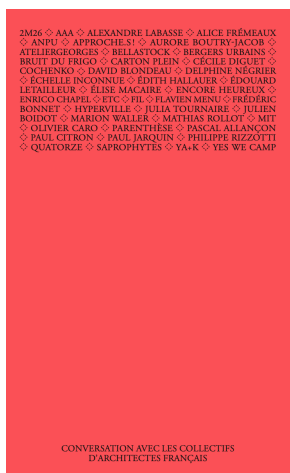 2M26 ◇ AAA ◇ ALEXANDRE LABASSE ◇ ALICE FRÉMEAUX
◇ ANPU ◇ APPROCHE.S! ◇ AURORE BOUTRY-JACOB ◇
ATELIERGEORGES ◇ BELLASTOCK ◇ BERGERS URBAINS ◇
BRUIT DU FRIGO ◇ CARTON PLEIN ◇ CÉCILE DIGUET ◇
COCHENKO ◇ DAVID BLONDEAU ◇ DELPHINE NÉGRIER
◇ ÉCHELLE INCONNUE ◇ ÉDITH HALLAUER ◇ ÉDOUARD
LETAILLEUR ◇ ÉLISE MACAIRE ◇ ENCORE HEUREUX ◇
ENRICO CHAPEL ◇ ETC ◇ FIL ◇ FLAVIEN MENU ◇ FRÉDÉRIC
BONNET ◇ HYPERVILLE ◇ JULIA TOURNAIRE ◇ JULIEN
BOIDOT ◇ MARION WALLER ◇ MATHIAS ROLLOT ◇ MIT
◇ OLIVIER CARO ◇ PARENTHÈSE ◇ PASCAL ALLANÇON
◇ PAUL CITRON ◇ PAUL JARQUIN ◇ PHILIPPE RIZZOTTI
◇ QUATORZE ◇ SAPROPHYTES ◇ YA+K ◇ YES WE CAMP
CONVERSATION AVEC LES COLLECTIFS
D'ARCHITECTES FRANÇAIS